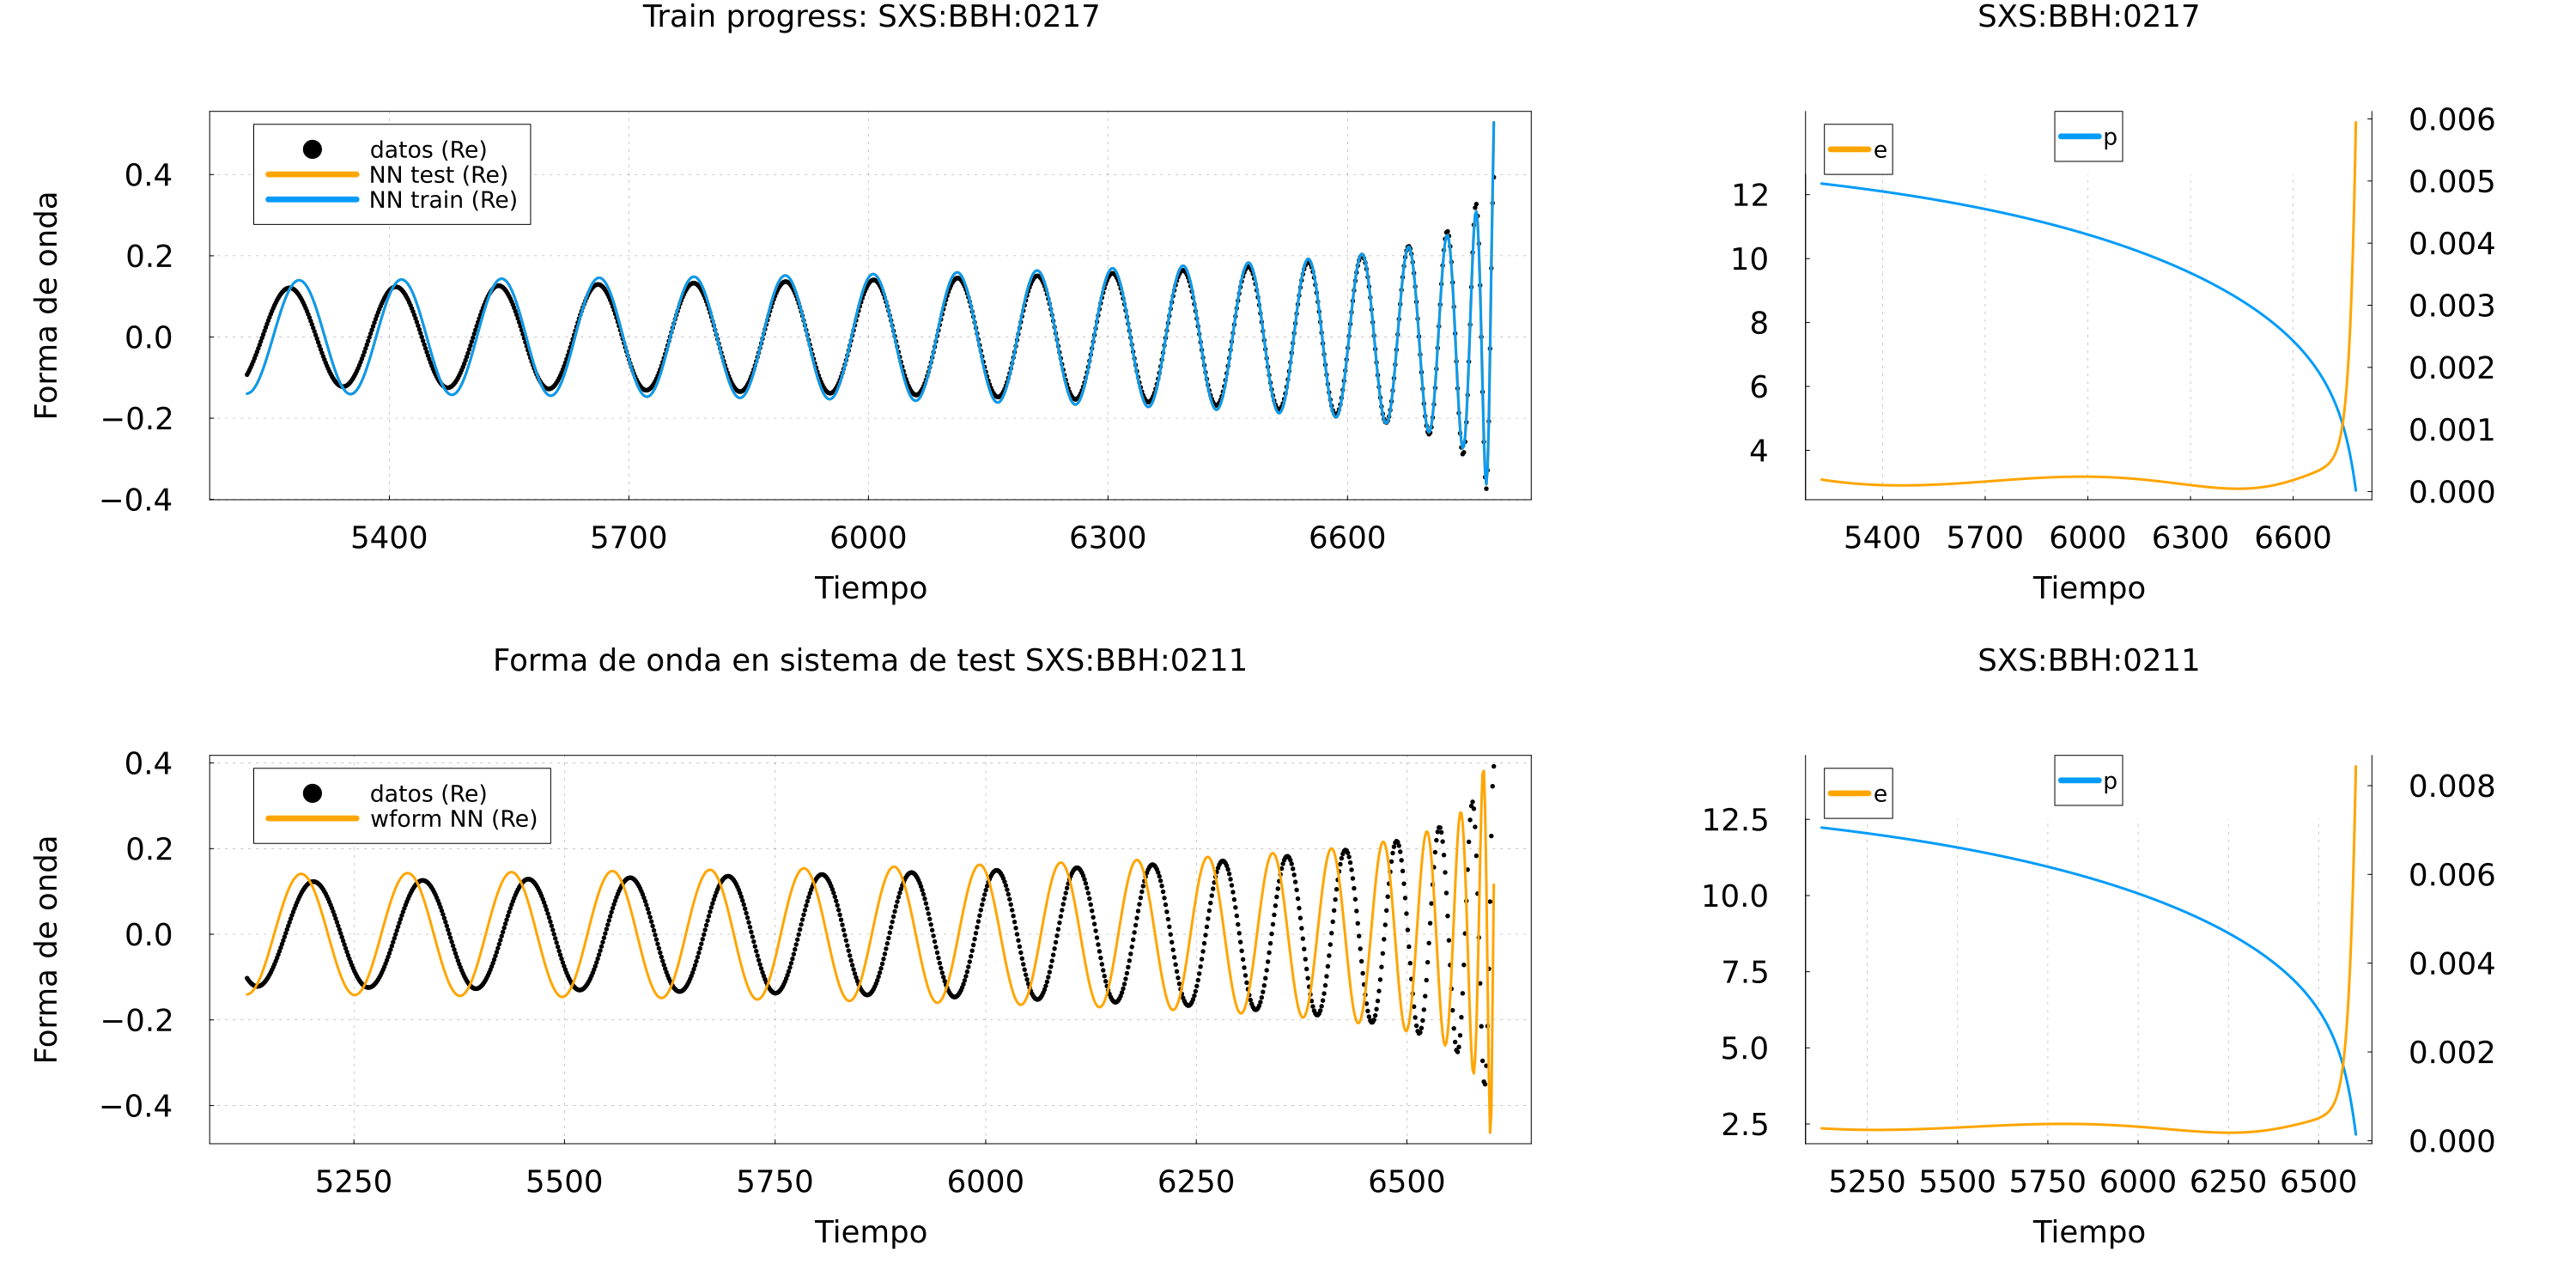 Train progress: SXS:BBH:0217
Forma de onda
0.4
0.2
0.0
−0.2
−0.4
datos (Re)
NN test (Re)
NN train (Re)
5400 5700 6000 6300 6600
Tiempo
SXS:BBH:0217
12
10
8
6
4
e
p
0.006
0.005
0.004
0.003
0.002
0.001
0.000
5400 5700 6000 6300 6600
Tiempo
Forma de onda en sistema de test SXS:BBH:0211
Forma de onda
0.4
0.2
0.0
−0.2
−0.4
datos (Re)
wform NN (Re)
5250 5500 5750 6000 6250 6500
Tiempo
SXS:BBH:0211
12.5
10.0
7.5
5.0
2.5
e
p
0.008
0.006
0.004
0.002
0.000
5250 5500 5750 6000 6250 6500
Tiempo